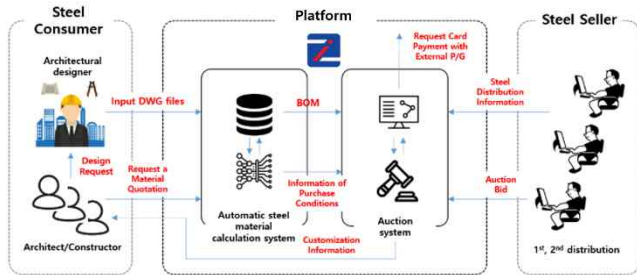 Steel
Consumer
Platform
Steel Seller
Architectural
designer
Request Card
Payment with
External P/G
Input DWG files
BOM
Steel
Distribution
Information
Design
Request
Request a
Material
Quotation
Information of
Purchase
Conditions
Auction
Bid
Automatic steel
material
calculation system
Auction
system
Architect/Constructor
Customization
Information
1st, 2nd distribution